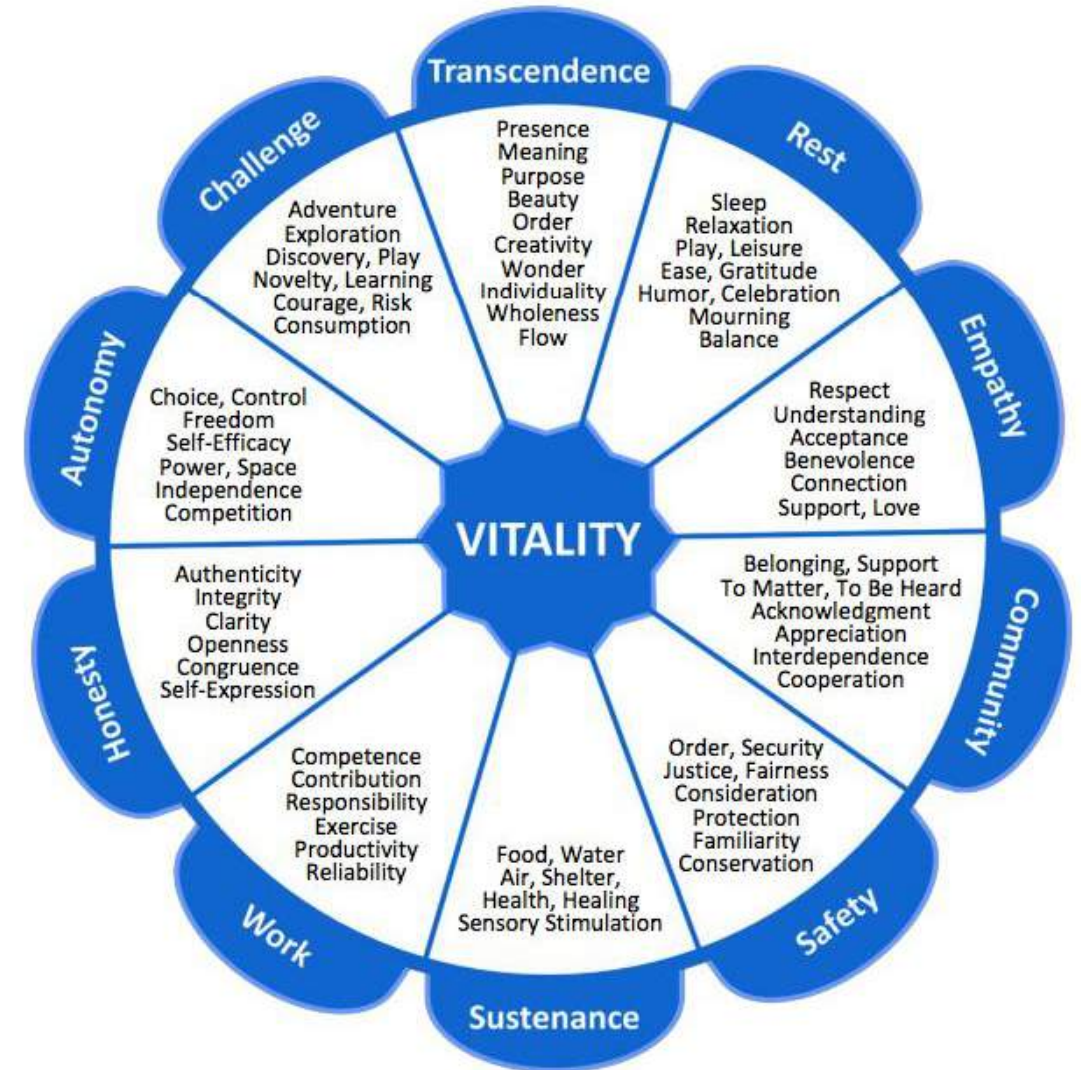 Transcendence
Presence
Meaning
Purpose
Beauty
Order
Creativity
Wonder
Individuality
Wholeness
Flow
Rest
Sleep
Relaxation
Play, Leisure
Ease, Gratitude
Humor, Celebration
Mourning
Balance
Empathy
Respect
Understanding
Acceptance
Benevolence
Connection
Support, Love
Community
Belonging, Support
To Matter, To Be Heard
Acknowledgment
Appreciation
Interdependence
Cooperation
Safety
Order, Security
Justice, Fairness
Consideration
Protection
Familiarity
Conservation
Sustenance
Food, Water
Air, Shelter,
Health, Healing
Sensory Stimulation
Work
Competence
Contribution
Responsibility
Exercise
Productivity
Reliability
Honesty
Authenticity
Integrity
Clarity
Openness
Congruence
Self-Expression
Autonomy
Choice, Control
Freedom
Self-Efficacy
Power, Space
Independence
Competition
Challenge
Adventure
Exploration
Discovery, Play
Novelty, Learning
Courage, Risk
Consumption
VITALITY